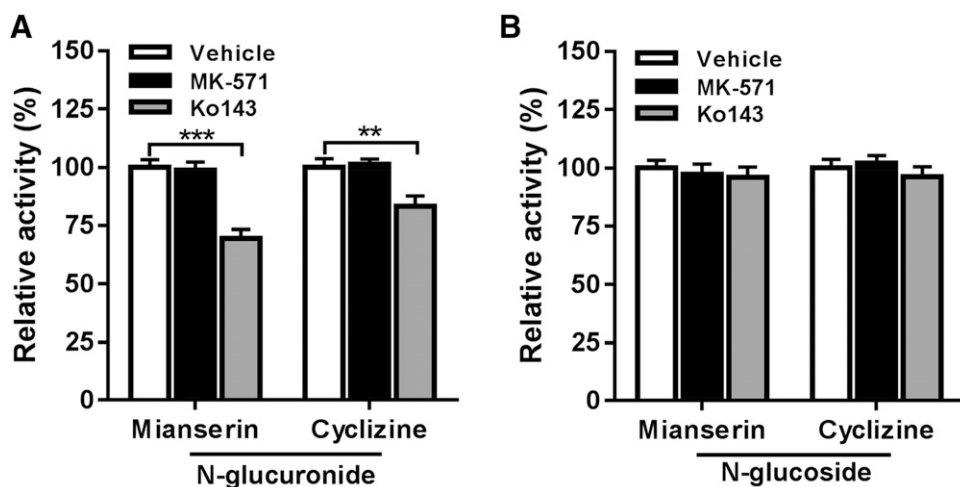 A
Relative activity (%)
150
125
100
75
50
25
0
Vehicle
MK-571
Ko143
***
**
Mianserin
Cyclizine
N-glucuronide
B
Relative activity (%)
150
125
100
75
50
25
0
Vehicle
MK-571
Ko143
Mianserin
Cyclizine
N-glucoside